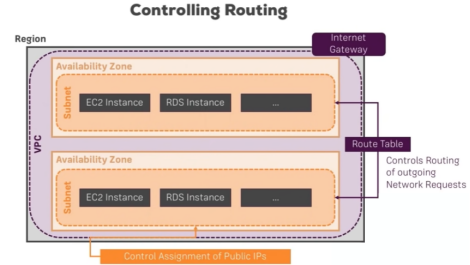 Controlling Routing
Region
Internet
Gateway
Availability Zone
Subnet
EC2 Instance
RDS Instance
...
VPC
Route Table
Controls Routing
of outgoing
Network Requests
Availability Zone
Subnet
EC2 Instance
RDS Instance
...
Control Assignment of Public IPs